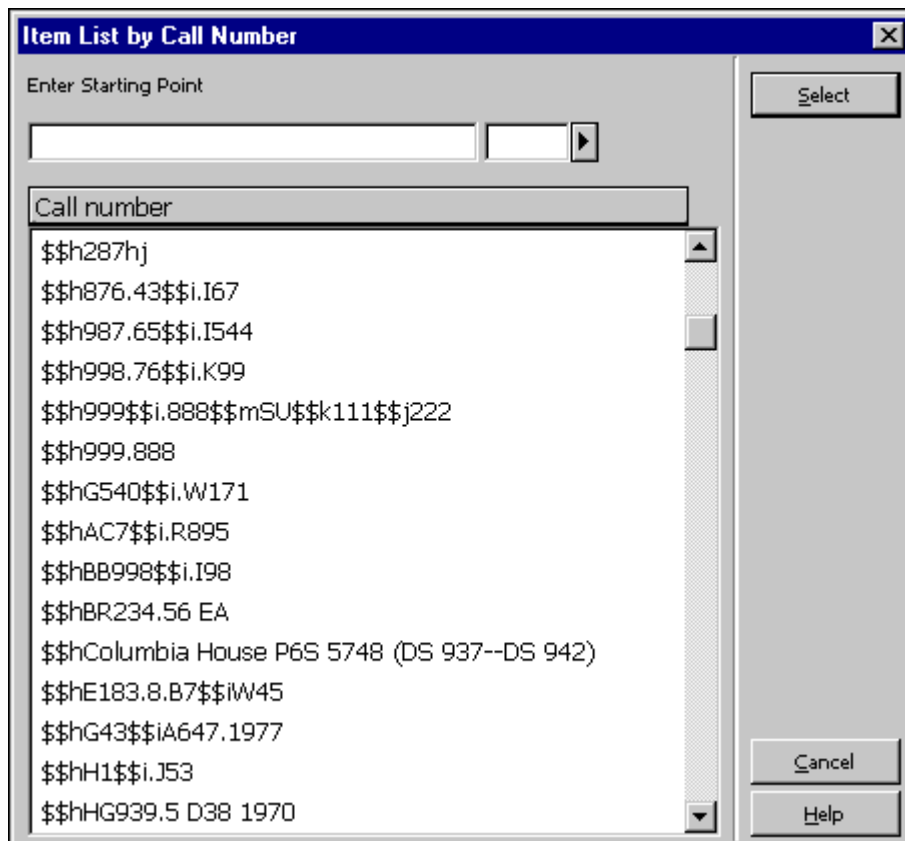 Item List by Call Number
Enter Starting Point
Select
Call number
$$h287hj
$$h876.43$$i.I67
$$h987.65$$i.I544
$$h998.76$$i.K99
$$h999$$i.888$$mSU$$k111$$j222
$$h999.888
$$hG540$$i.W171
$$hAC7$$i.R895
$$hBB998$$i.I98
$$hBR234.56 EA
$$hColumbia House P6S 5748 (DS 937--DS 942)
$$hE183.8.B7$$iW45
$$hG43$$iA647.1977
$$hH1$$i.J53
$$hHG939.5 D38 1970
Cancel
Help